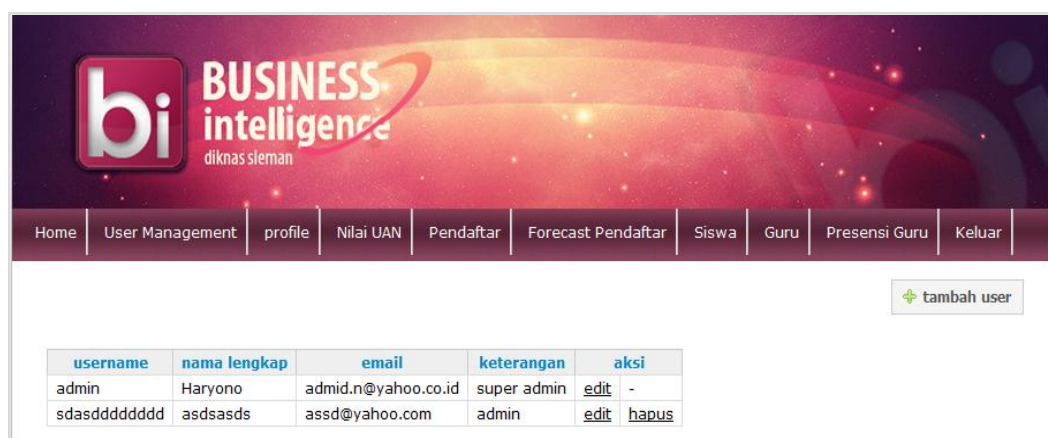 bi
BUSINESS
intelligence
diknas sleman
Home User Management profile Nilai UAN Pendaftar Forecast Pendaftar Siswa Guru Presensi Guru Keluar
tambah user
username nama lengkap email keterangan aksi
admin Haryono admid.n@yahoo.co.id super admin edit -
sdasdddddddd asdsasds assd@yahoo.com admin edit hapus